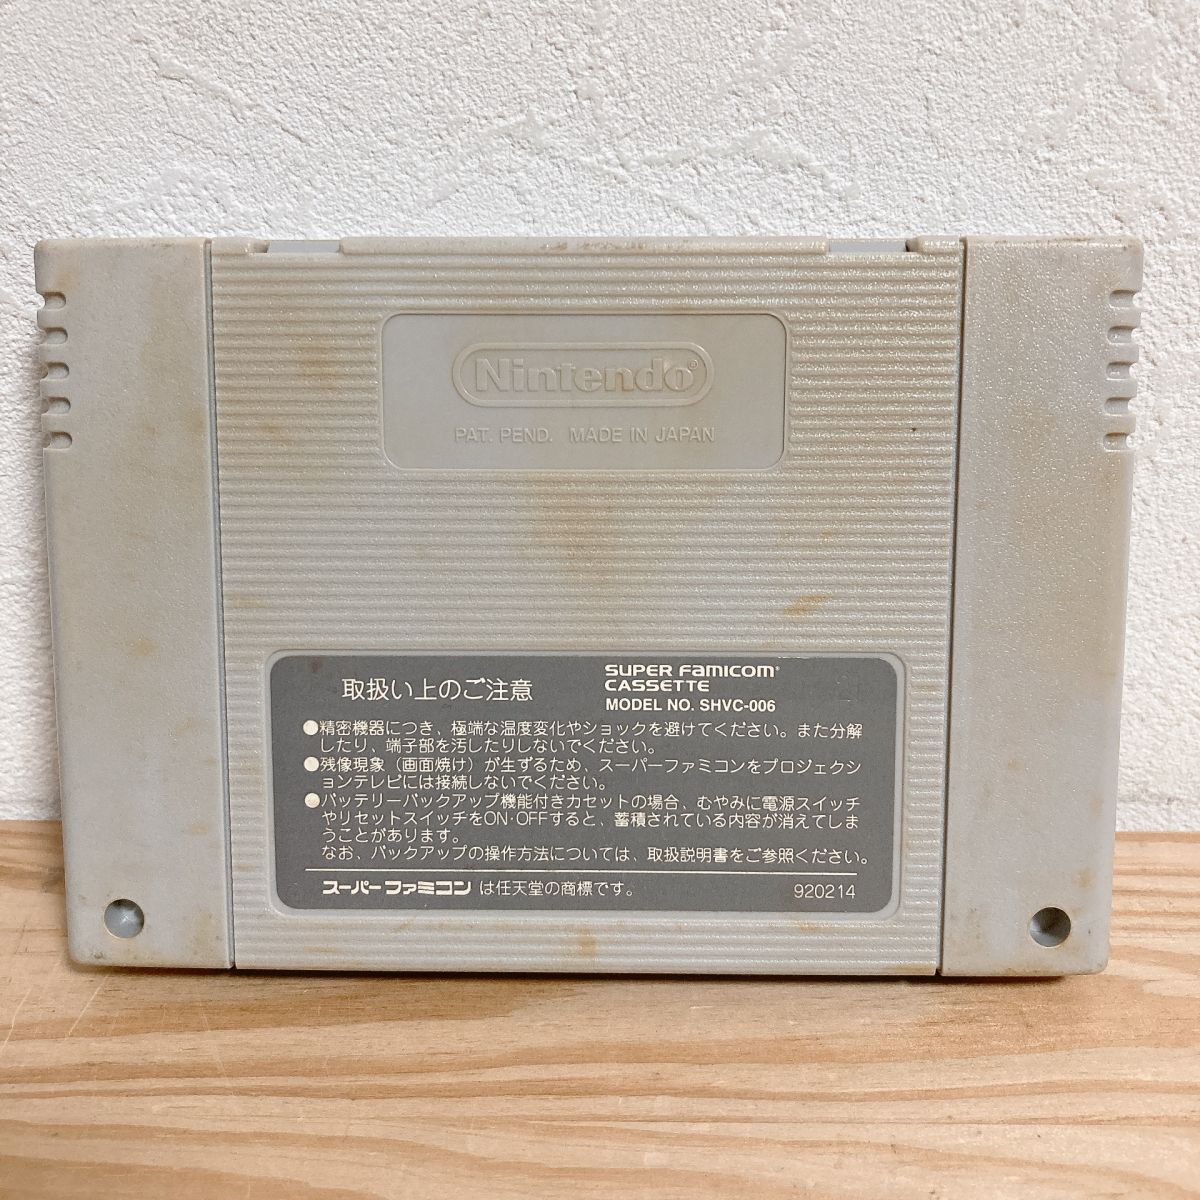 Nintendo®
PAT. PEND. MADE IN JAPAN
取扱い上のご注意
SUPER FAMICOM
CASSETTE
MODEL NO. SHVC-006
●精密機器につき、極端な温度変化やショックを避けてください。また分解
したり、端子部を汚したりしないでください。
●残像現象（画面焼け）が生ずるため、スーパーファミコンをプロジェクシ
ョンテレビには接続しないでください。
●バッテリーバックアップ機能付きカセットの場合、むやみに電源スイッチ
やリセットスイッチをON・OFFすると、蓄積されている内容が消えてしま
うことがあります。
なお、バックアップの操作方法については、取扱説明書をご参照ください。
スーパーファミコンは任天堂の商標です。
920214